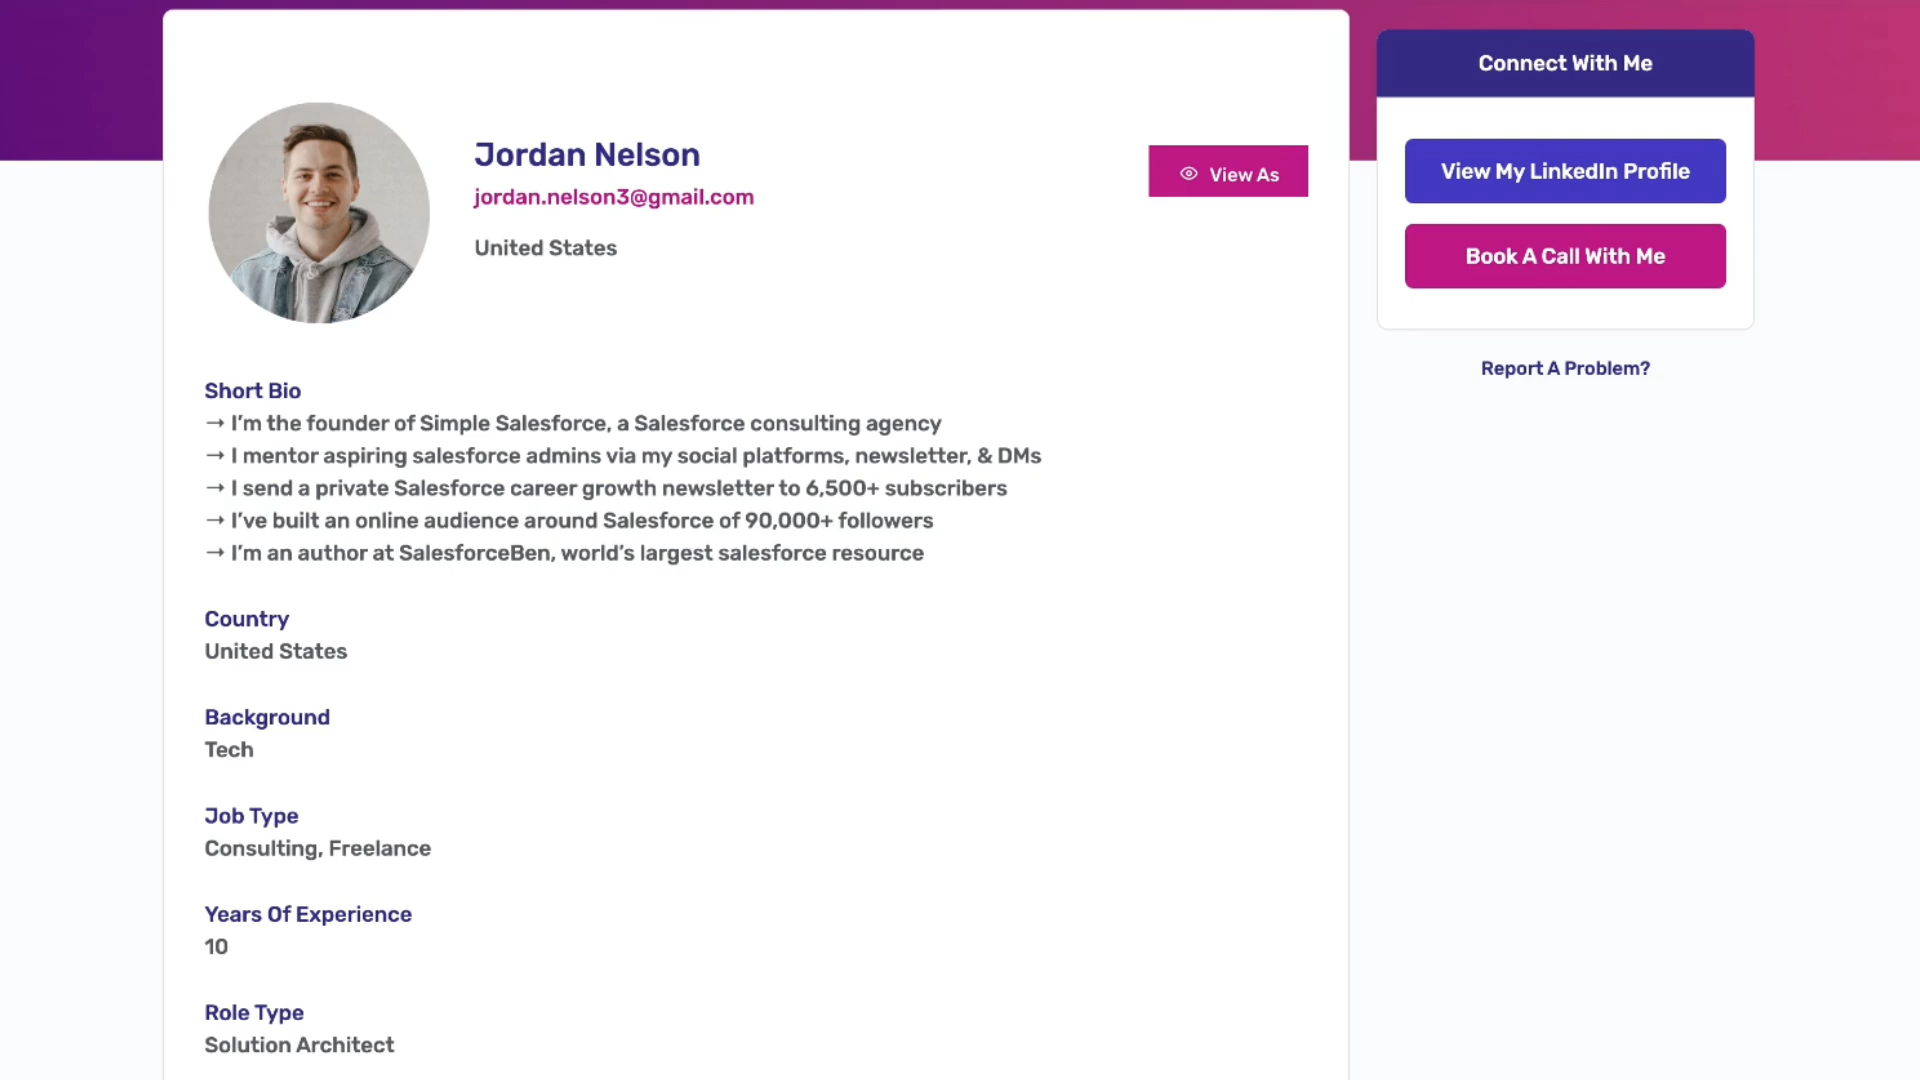 Connect With Me
Jordan Nelson
jordan.nelson3@gmail.com
United States
View As
View My LinkedIn Profile
Book A Call With Me
Report A Problem?
Short Bio
→ I’m the founder of Simple Salesforce, a Salesforce consulting agency
→ I mentor aspiring salesforce admins via my social platforms, newsletter, & DMs
→ I send a private Salesforce career growth newsletter to 6,500+ subscribers
→ I’ve built an online audience around Salesforce of 90,000+ followers
→ I’m an author at SalesforceBen, world’s largest salesforce resource
Country
United States
Background
Tech
Job Type
Consulting, Freelance
Years Of Experience
10
Role Type
Solution Architect